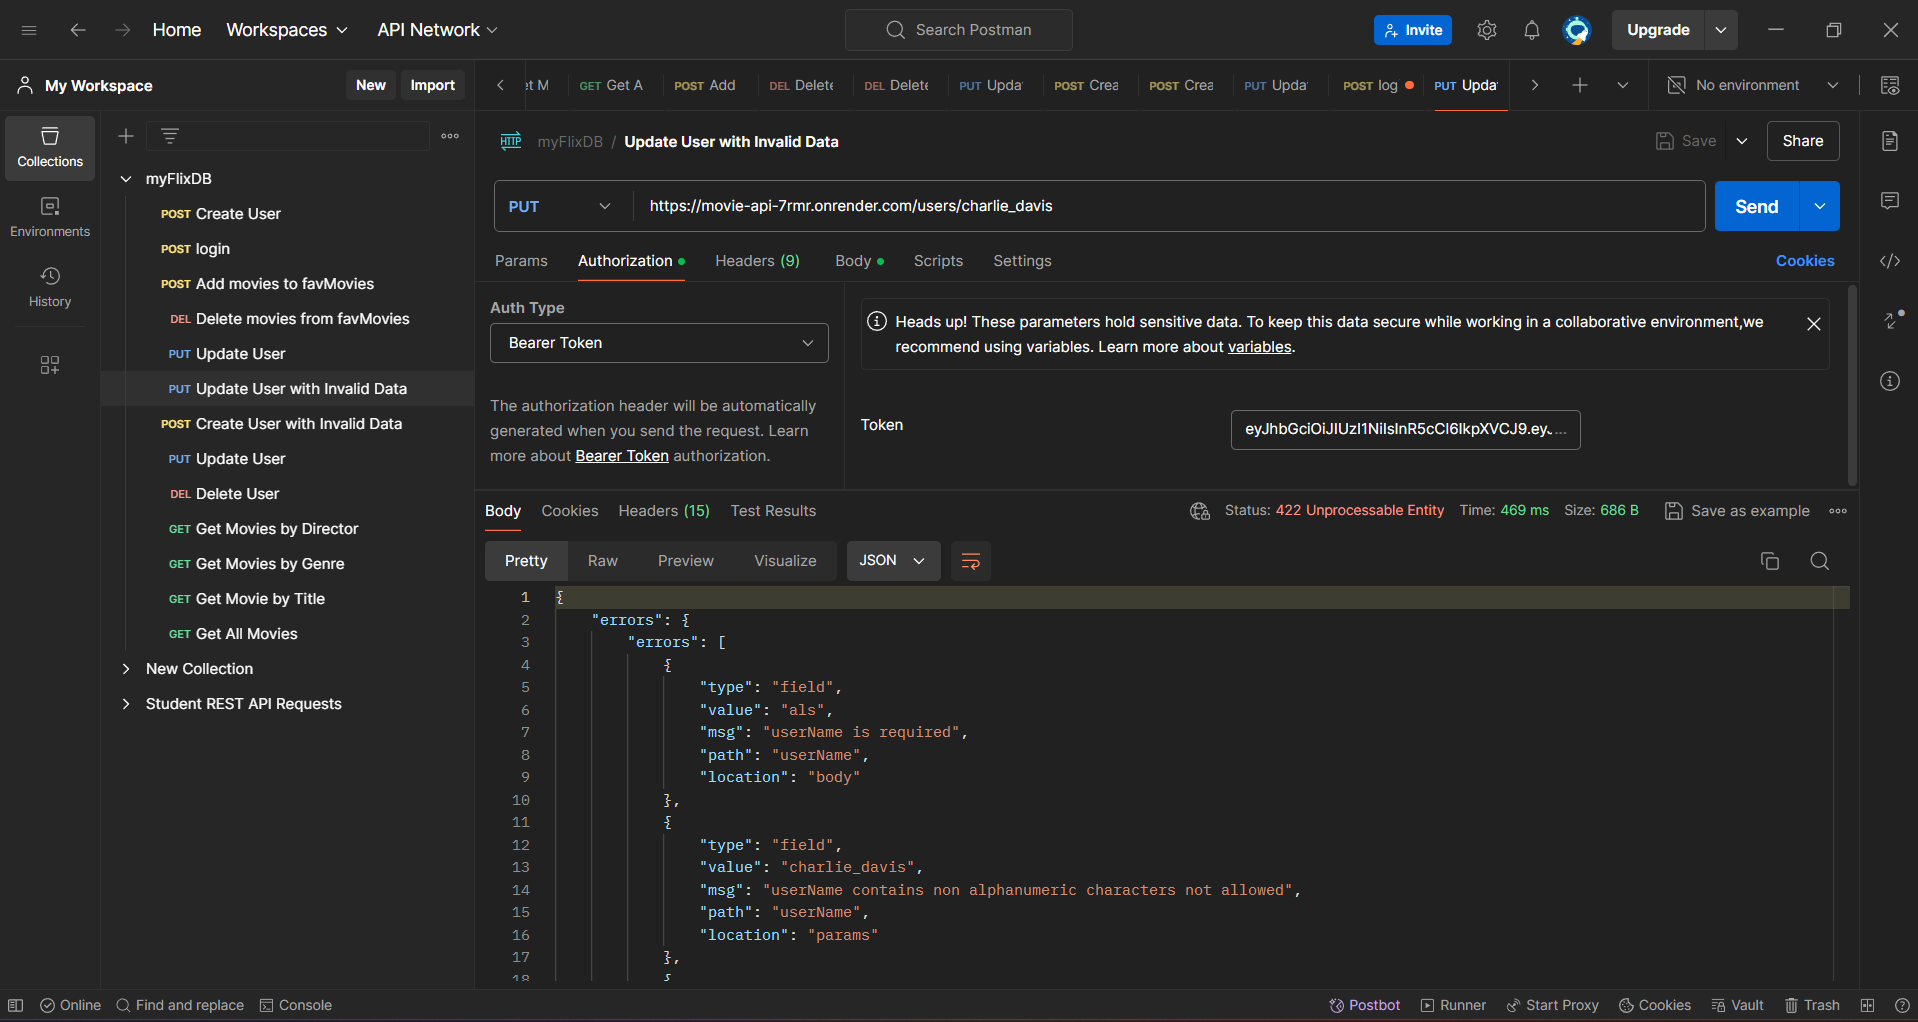 Home Workspaces API Network Search Postman Invite Upgrade
My Workspace New Import
et M GET Get A POST Add DEL Delete DEL Delete PUT Upda POST Crea POST Crea PUT Upda POST log PUT Upda No environment
Collections
Environments
History
myFlixDB
POST Create User
POST login
POST Add movies to favMovies
DEL Delete movies from favMovies
PUT Update User
PUT Update User with Invalid Data
POST Create User with Invalid Data
PUT Update User
DEL Delete User
GET Get Movies by Director
GET Get Movies by Genre
GET Get Movie by Title
GET Get All Movies
New Collection
Student REST API Requests
HTTP myFlixDB / Update User with Invalid Data Save Share
PUT https://movie-api-7rmr.onrender.com/users/charlie_davis Send
Params Authorization Headers (9) Body Scripts Settings Cookies
Auth Type
Bearer Token
The authorization header will be automatically
generated when you send the request. Learn
more about Bearer Token authorization.
Heads up! These parameters hold sensitive data. To keep this data secure while working in a collaborative environment,we
recommend using variables. Learn more about variables.
Token
Body Cookies Headers (15) Test Results Status: 422 Unprocessable Entity Time: 469 ms Size: 686 B Save as example
Pretty Raw Preview Visualize JSON
1 {
2 "errors": {
3 "errors": [
4 {
5 "type": "field",
6 "value": "als",
7 "msg": "userName is required",
8 "path": "userName",
9 "location": "body"
10 },
11 {
12 "type": "field",
13 "value": "charlie_davis",
14 "msg": "userName contains non alphanumeric characters not allowed",
15 "path": "userName",
16 "location": "params"
17 },
18 {
Online Find and replace Console Postbot Runner Start Proxy Cookies Vault Trash